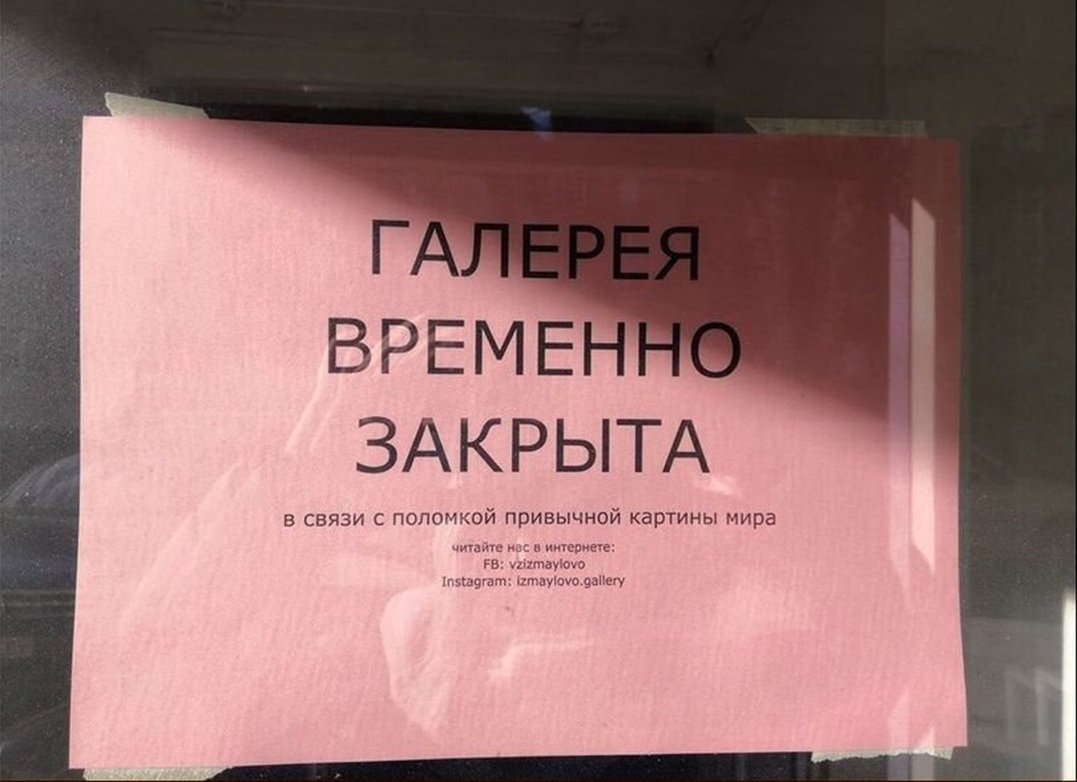 ГАЛЕРЕЯ
ВРЕМЕННО
ЗАКРЫТА
в связи с поломкой привычной картины мира
читайте нас в интернете:
FB: vzizmaylovo
Instagram: izmaylovo.gallery